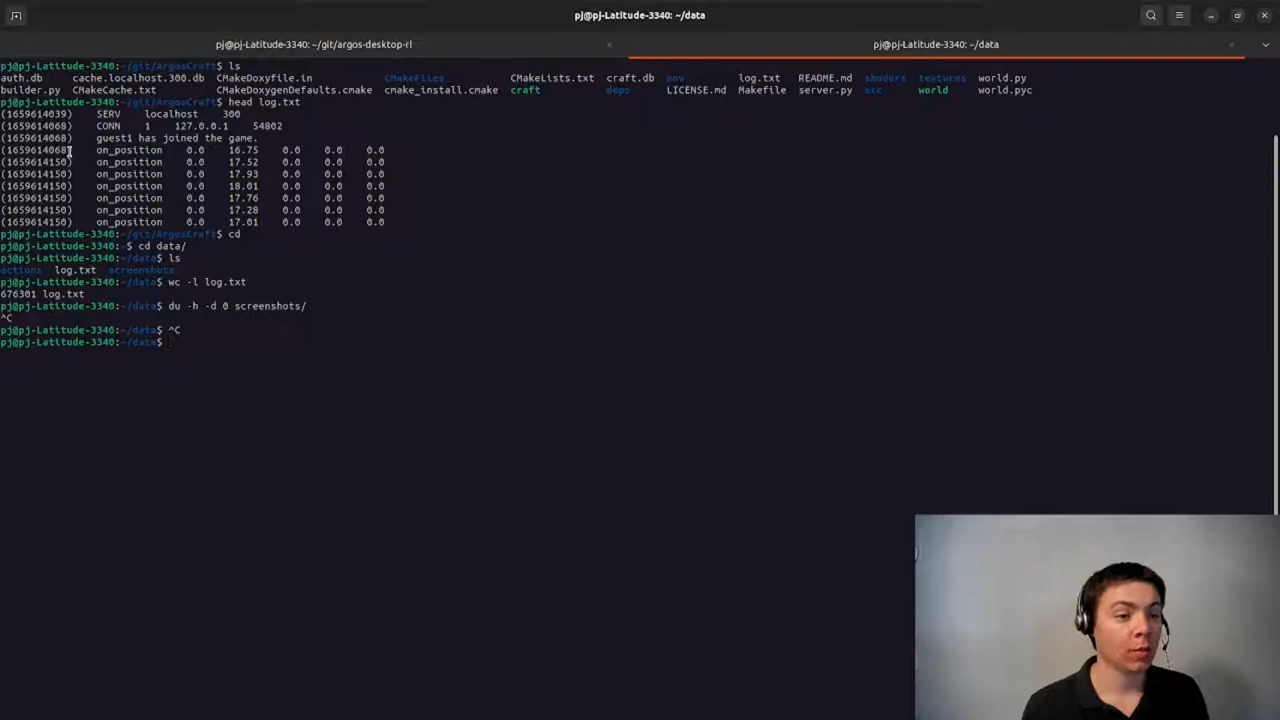 pj@pj-Latitude-3340: ~/data
pj@pj-Latitude-3340: ~/git/argos-desktop-rl × pj@pj-Latitude-3340: ~/data ×
pj@pj-Latitude-3340:~/git/ArgosCraft$ ls
auth.db cache.localhost.300.db CMakeDoxyfile.in CMakeFiles CMakeLists.txt craft.db env log.txt README.md shaders textures world.py
builder.py CMakeCache.txt CMakeDoxygenDefaults.cmake cmake_install.cmake craft deps LICENSE.md Makefile server.py src world world.pyc
pj@pj-Latitude-3340:~/git/ArgosCraft$ head log.txt
(1659614039) SERV localhost 300
(1659614068) CONN 1 127.0.0.1 54802
(1659614068) guest1 has joined the game.
(1659614068) on_position 0.0 16.75 0.0 0.0 0.0
(1659614150) on_position 0.0 17.52 0.0 0.0 0.0
(1659614150) on_position 0.0 17.93 0.0 0.0 0.0
(1659614150) on_position 0.0 18.01 0.0 0.0 0.0
(1659614150) on_position 0.0 17.76 0.0 0.0 0.0
(1659614150) on_position 0.0 17.28 0.0 0.0 0.0
(1659614150) on_position 0.0 17.01 0.0 0.0 0.0
pj@pj-Latitude-3340:~/git/ArgosCraft$ cd
pj@pj-Latitude-3340:~$ cd data/
pj@pj-Latitude-3340:~/data$ ls
actions log.txt screenshots
pj@pj-Latitude-3340:~/data$ wc -l log.txt
676301 log.txt
pj@pj-Latitude-3340:~/data$ du -h -d 0 screenshots/
^C
pj@pj-Latitude-3340:~/data$ ^C
pj@pj-Latitude-3340:~/data$